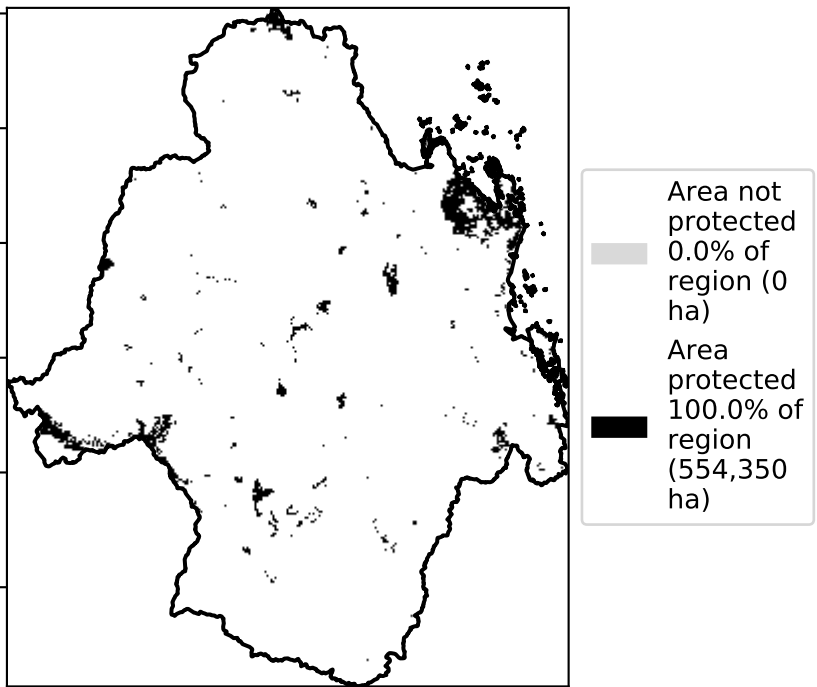 Area not
protected
0.0% of
region (0
ha)
Area
protected
100.0% of
region
(554,350
ha)